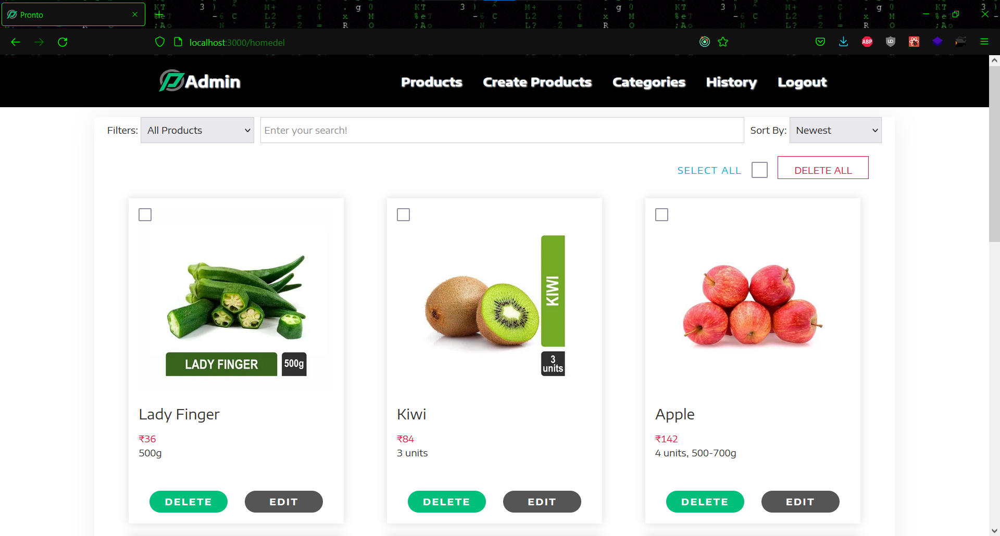 Pronto
localhost:3000/homedel
ABP
Admin
Products
Create Products
Categories
History
Logout
Filters:
All Products
Enter your search!
Sort By:
Newest
SELECT ALL
DELETE ALL
LADY FINGER
500g
KIWI
3
units
Lady Finger
₹36
500g
DELETE
EDIT
Kiwi
₹84
3 units
DELETE
EDIT
Apple
₹142
4 units, 500-700g
DELETE
EDIT